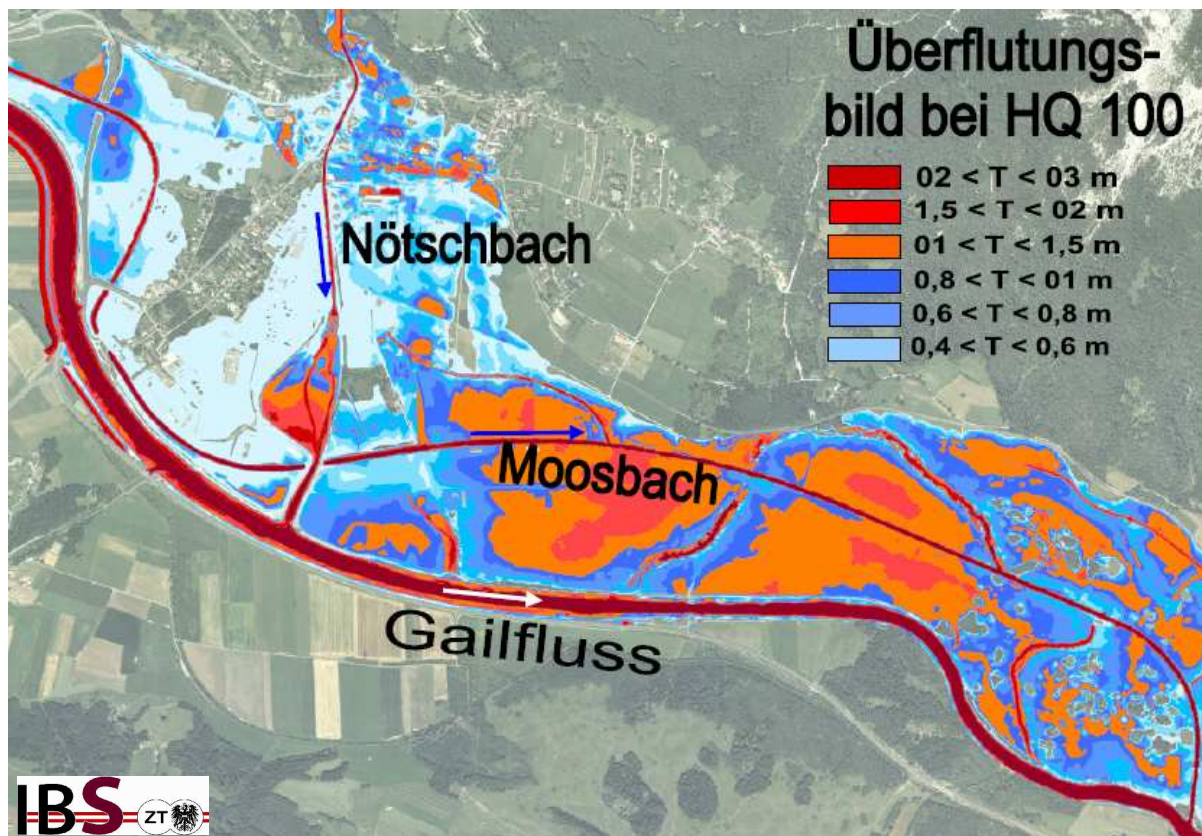 Überflutungs-
bild bei HQ 100
02 < T < 03 m
1,5 < T < 02 m
01 < T < 1,5 m
0,8 < T < 01 m
0,6 < T < 0,8 m
0,4 < T < 0,6 m
Nötschbach
Moosbach
Gailfluss
IBS ZT